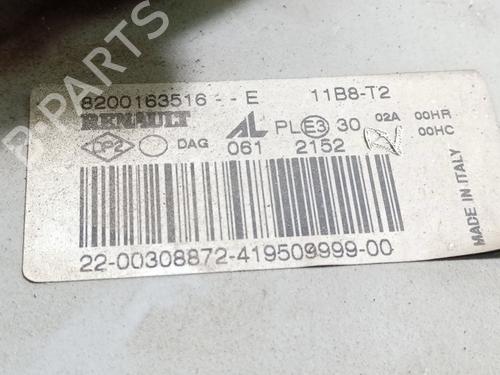 8200163516 -- E 11B8-T2
RENAULT AL PL E3 30 02A 00HR
DP2 DAG 061 2152 00HC
MADE IN ITALY
22-00308872-419509999-00
B-PARTS